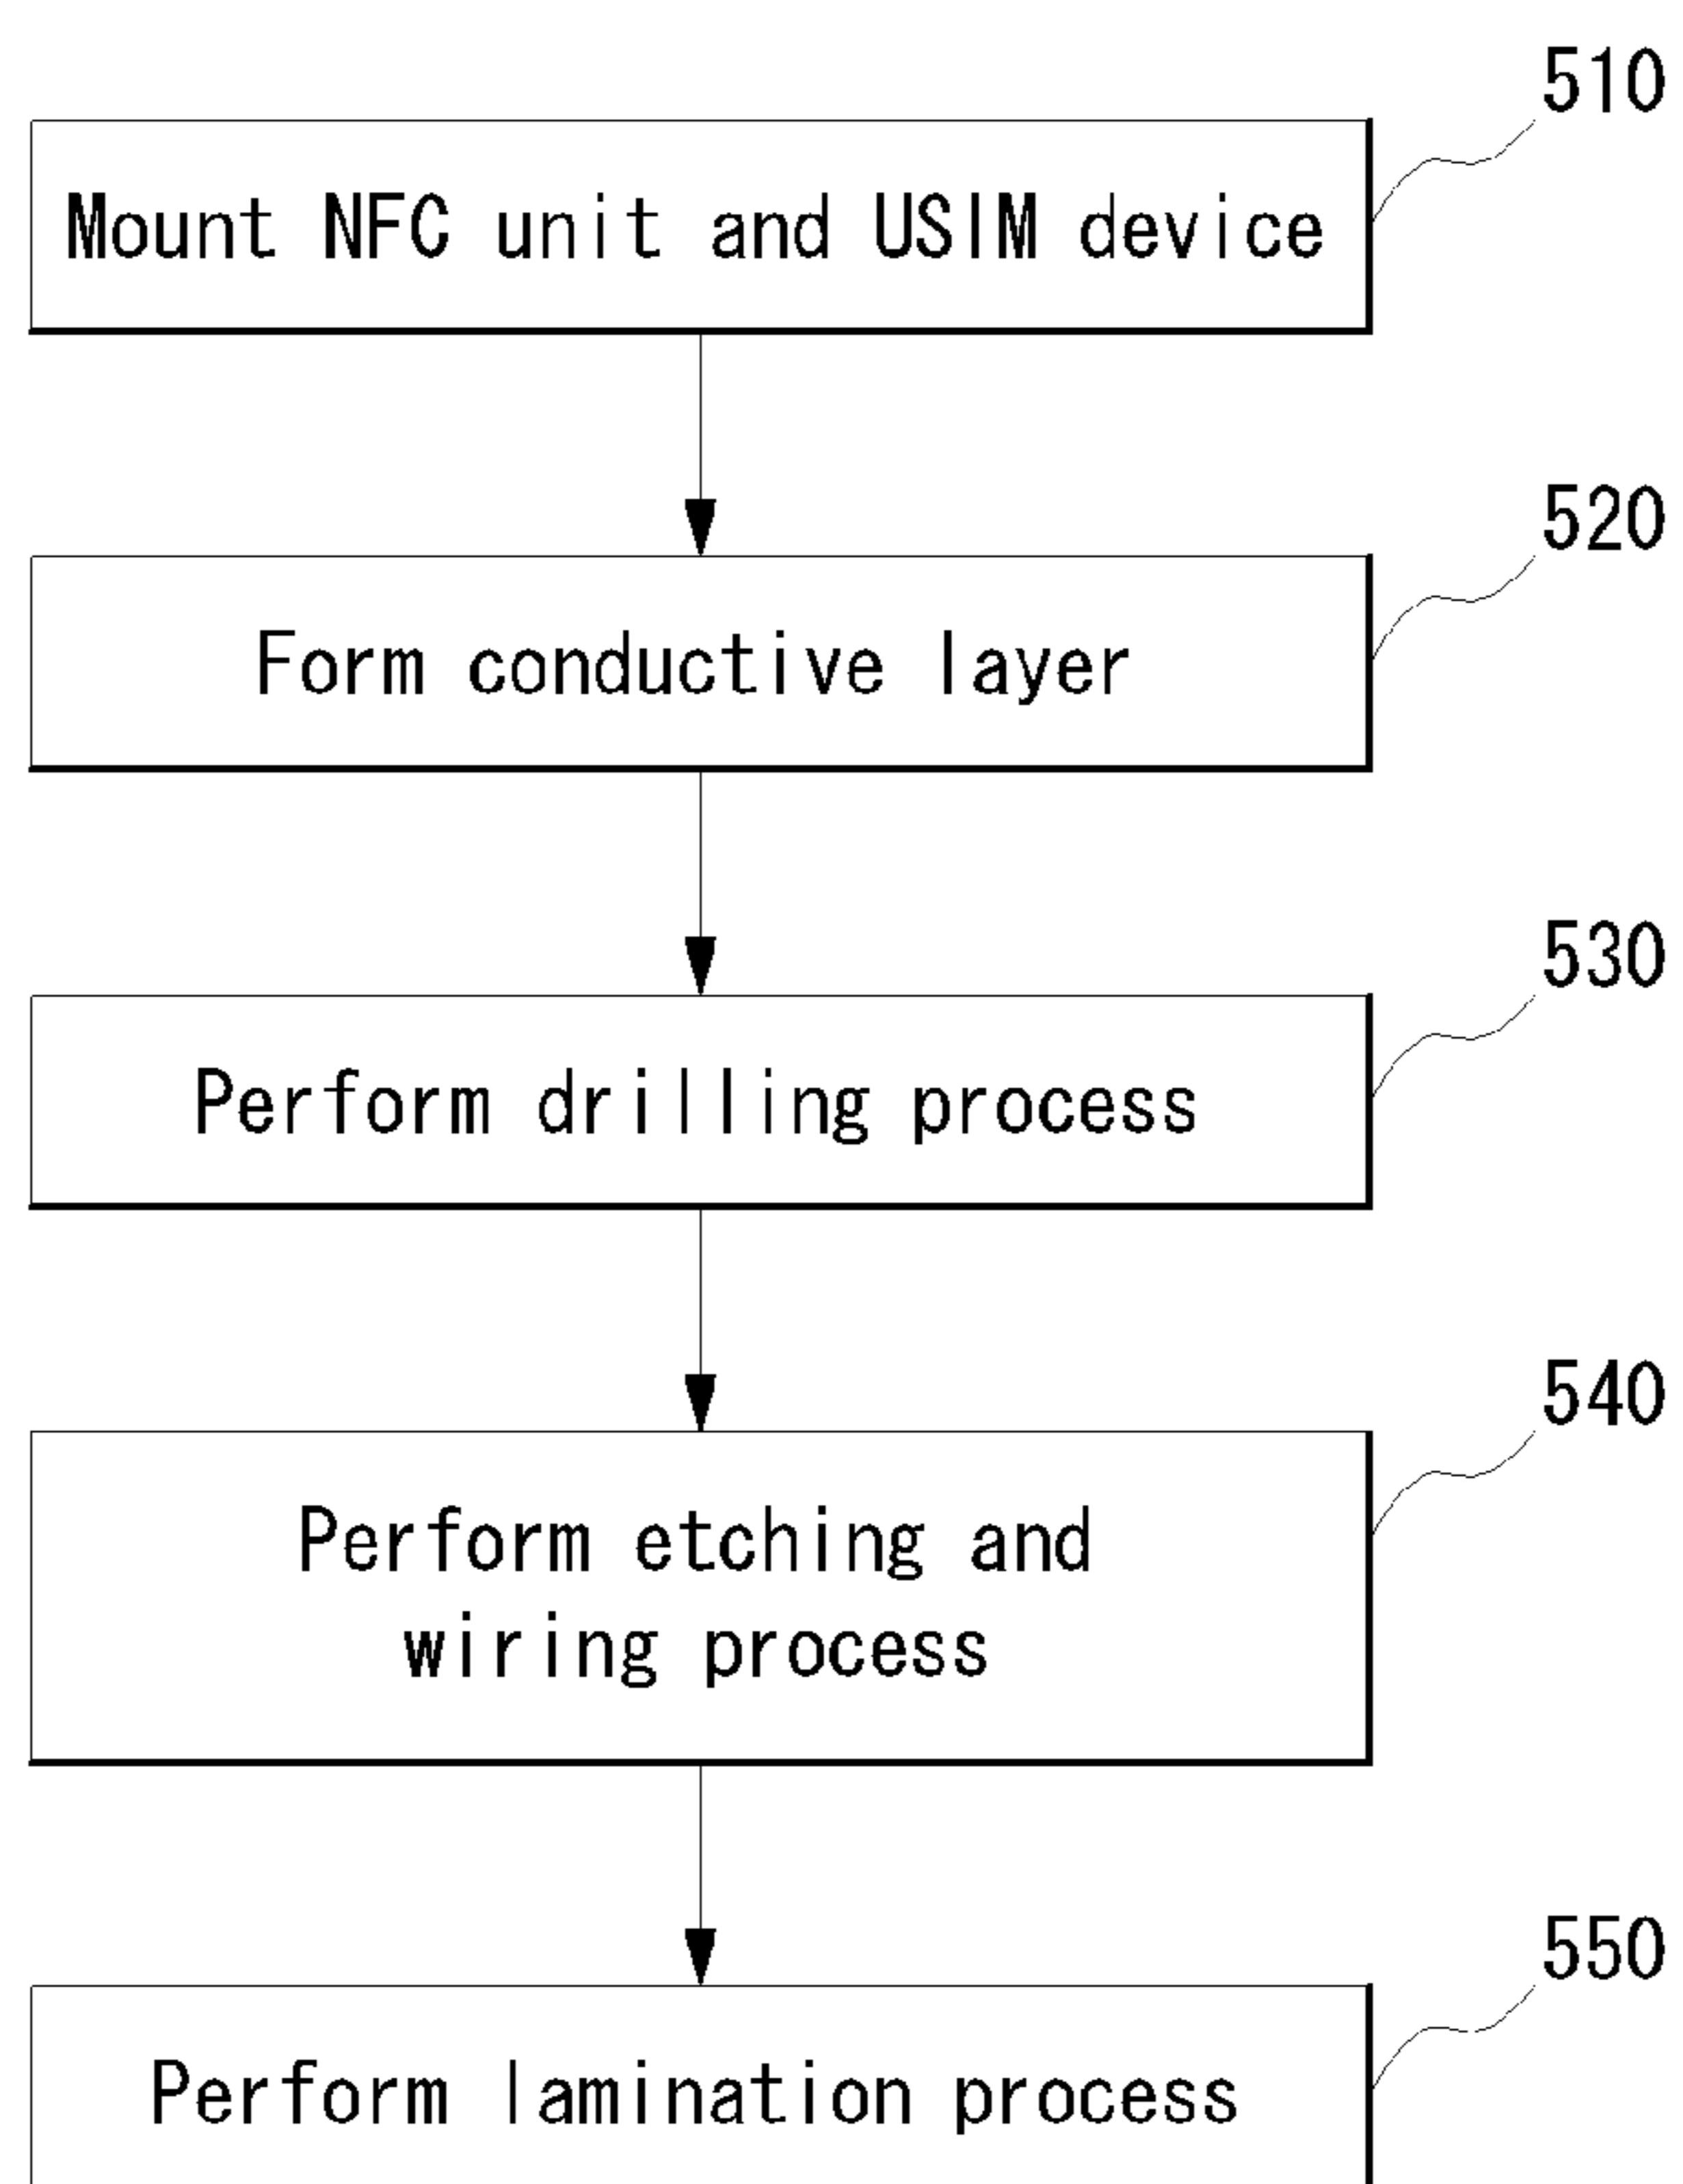 510
Mount NFC unit and USIM device
520
Form conductive layer
530
Perform drilling process
540
Perform etching and
wiring process
550
Perform lamination process